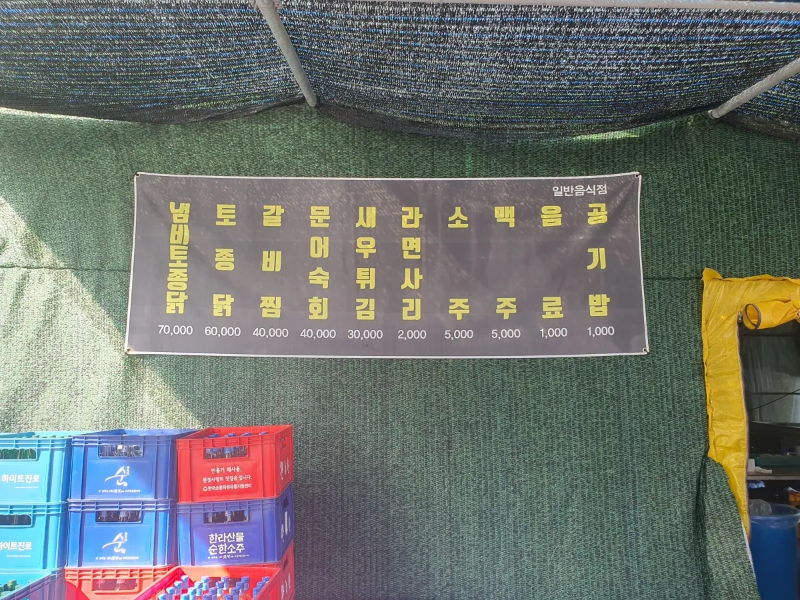 일반음식점
냄비토종닭 70,000
토종닭 60,000
갈비찜 40,000
문어숙회 40,000
새우튀김 30,000
라면사리 2,000
소주 5,000
맥주 5,000
음료 1,000
공기밥 1,000
하이트진로
순
하이트진로
순
한라산물
순한소주